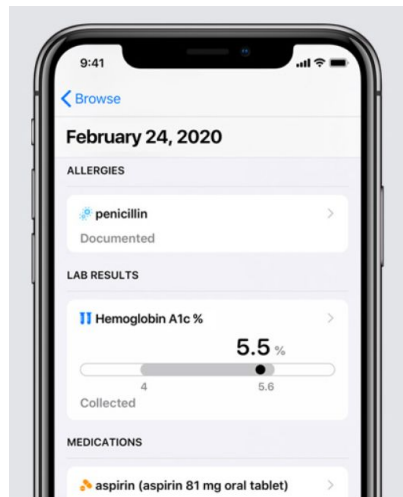 9:41
Browse
February 24, 2020
ALLERGIES
penicillin
Documented
LAB RESULTS
Hemoglobin A1c %
5.5 %
4 5.6
Collected
MEDICATIONS
aspirin (aspirin 81 mg oral tablet)